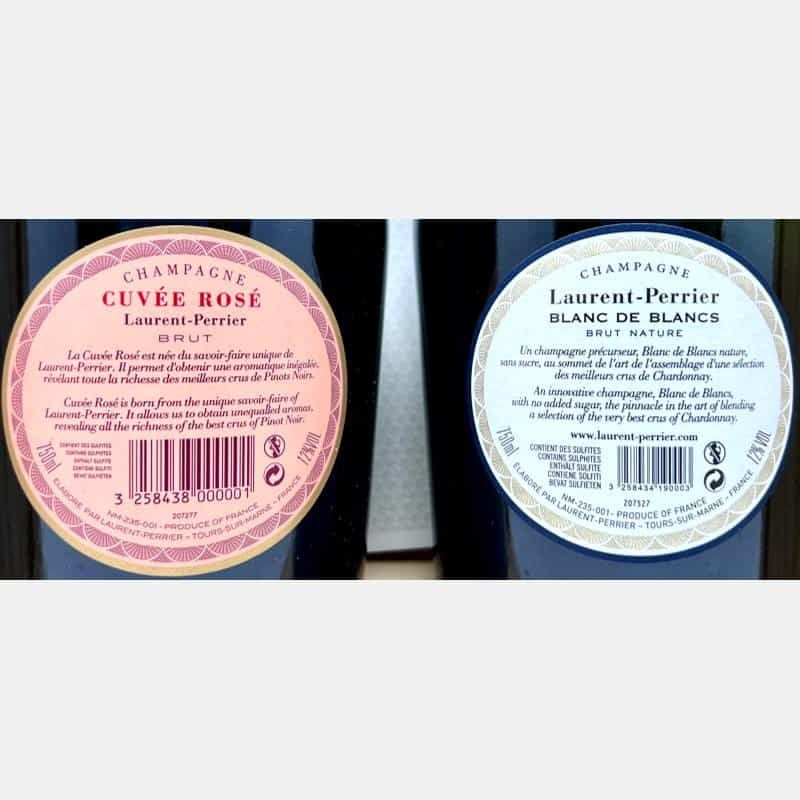 CHAMPAGNE
CUVÉE ROSÉ
Laurent-Perrier
BRUT
La Cuvée Rosé est née du savoir-faire unique de
Laurent-Perrier. Il permet d'obtenir une aromatique inégalée,
révélant toute la richesse des meilleurs crus de Pinots Noirs.
Cuvée Rosé is born from the unique savoir-faire of
Laurent-Perrier. It allows us to obtain unequalled aromas,
revealing all the richness of the best crus of Pinot Noir.
750ml
CONTIENT DES SULFITES
CONTAINS SULPHITES
ENTHÄLT SULFITE
CONTIENE SOLFITI
BEVAT SULFIETEN
12%VOL
3 258438 000001
207277
NM-235-001 - PRODUCE OF FRANCE
ELABORÉ PAR LAURENT-PERRIER - TOURS-SUR-MARNE - FRANCE
CHAMPAGNE
Laurent-Perrier
BLANC DE BLANCS
BRUT NATURE
Un champagne précurseur, Blanc de Blancs nature,
sans sucre, au sommet de l'art de l'assemblage d'une sélection
des meilleurs crus de Chardonnay.
An innovative champagne, Blanc de Blancs,
with no added sugar, the pinnacle in the art of blending
a selection of the very best crus of Chardonnay.
www.laurent-perrier.com
750ml
CONTIENT DES SULFITES
CONTAINS SULPHITES
ENTHÄLT SULFITE
CONTIENE SOLFITI
BEVAT SULFIETEN
12%VOL
3 258434 190003
207527
NM-235-001 - PRODUCE OF FRANCE
ELABORÉ PAR LAURENT-PERRIER - TOURS-SUR-MARNE - FRANCE